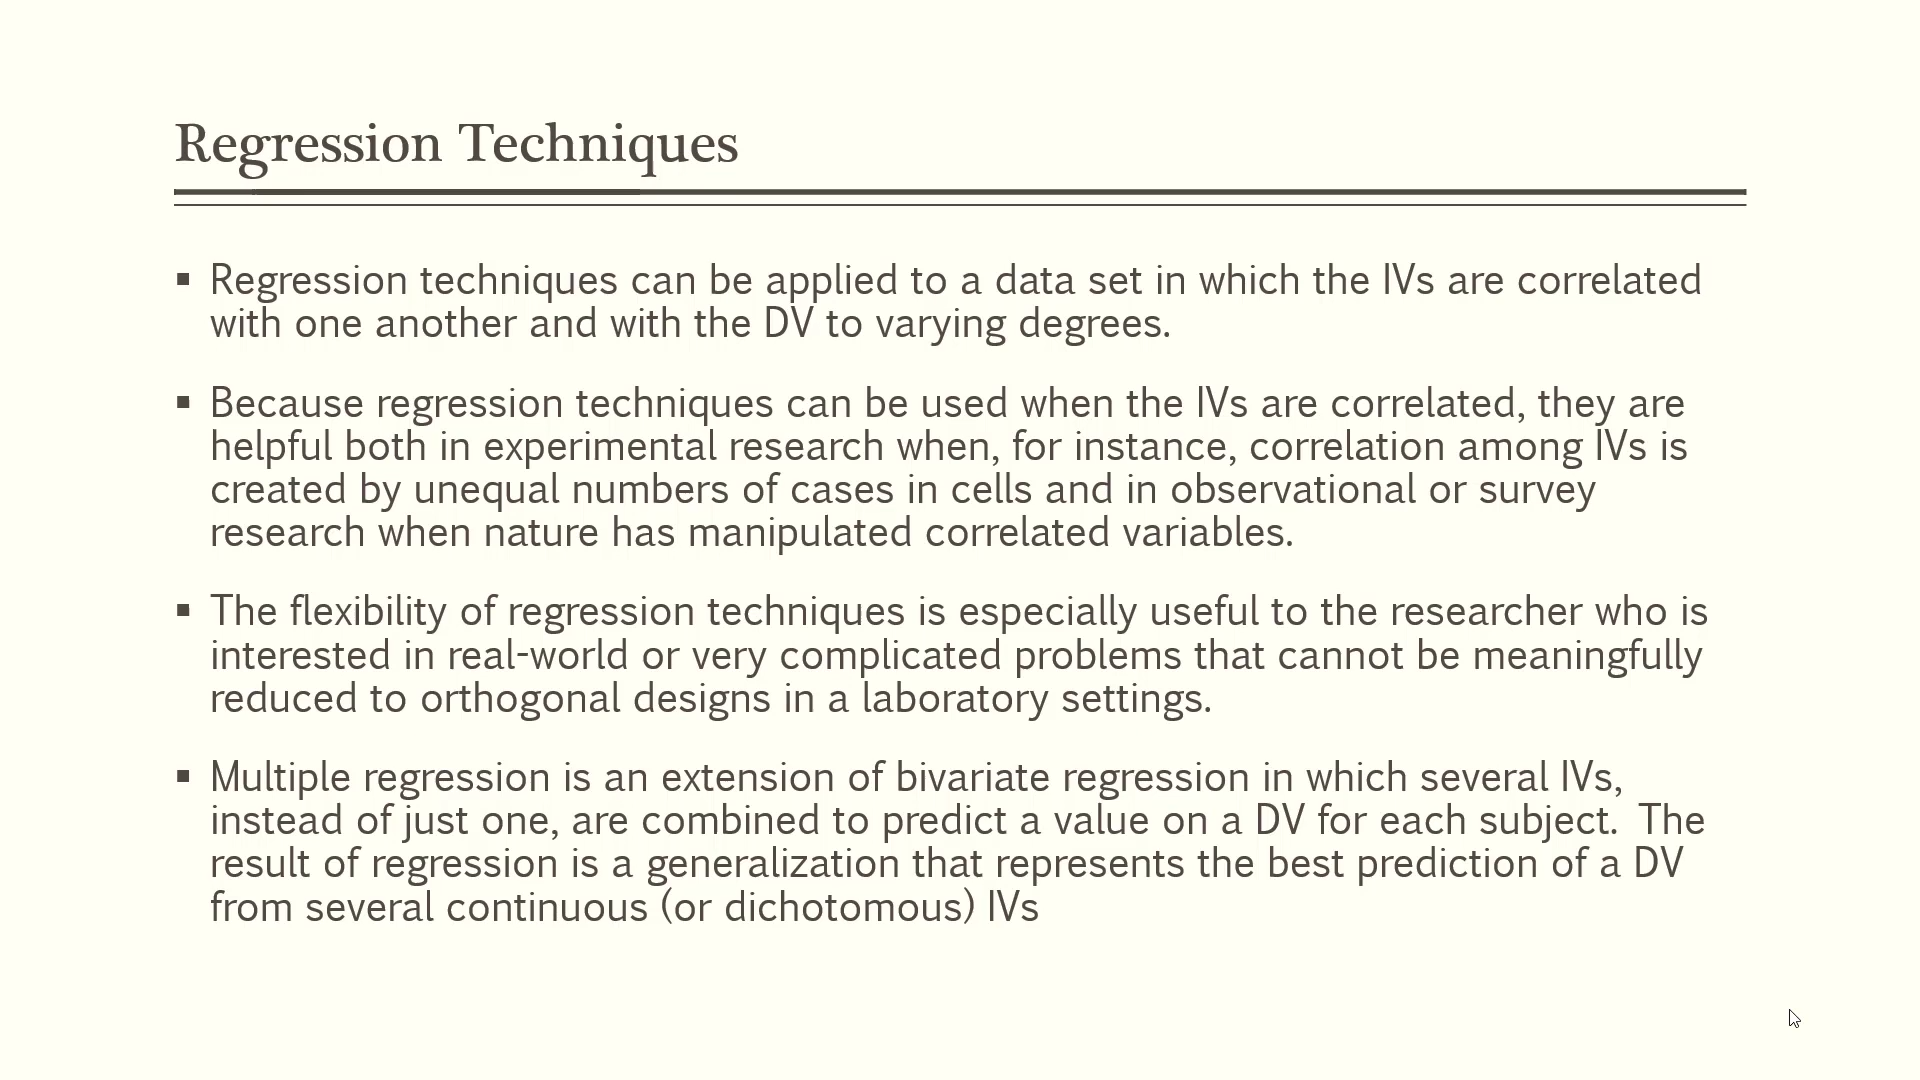 Regression Techniques
▪ Regression techniques can be applied to a data set in which the IVs are correlated
with one another and with the DV to varying degrees.
▪ Because regression techniques can be used when the IVs are correlated, they are
helpful both in experimental research when, for instance, correlation among IVs is
created by unequal numbers of cases in cells and in observational or survey
research when nature has manipulated correlated variables.
▪ The flexibility of regression techniques is especially useful to the researcher who is
interested in real-world or very complicated problems that cannot be meaningfully
reduced to orthogonal designs in a laboratory settings.
▪ Multiple regression is an extension of bivariate regression in which several IVs,
instead of just one, are combined to predict a value on a DV for each subject.  The
result of regression is a generalization that represents the best prediction of a DV
from several continuous (or dichotomous) IVs